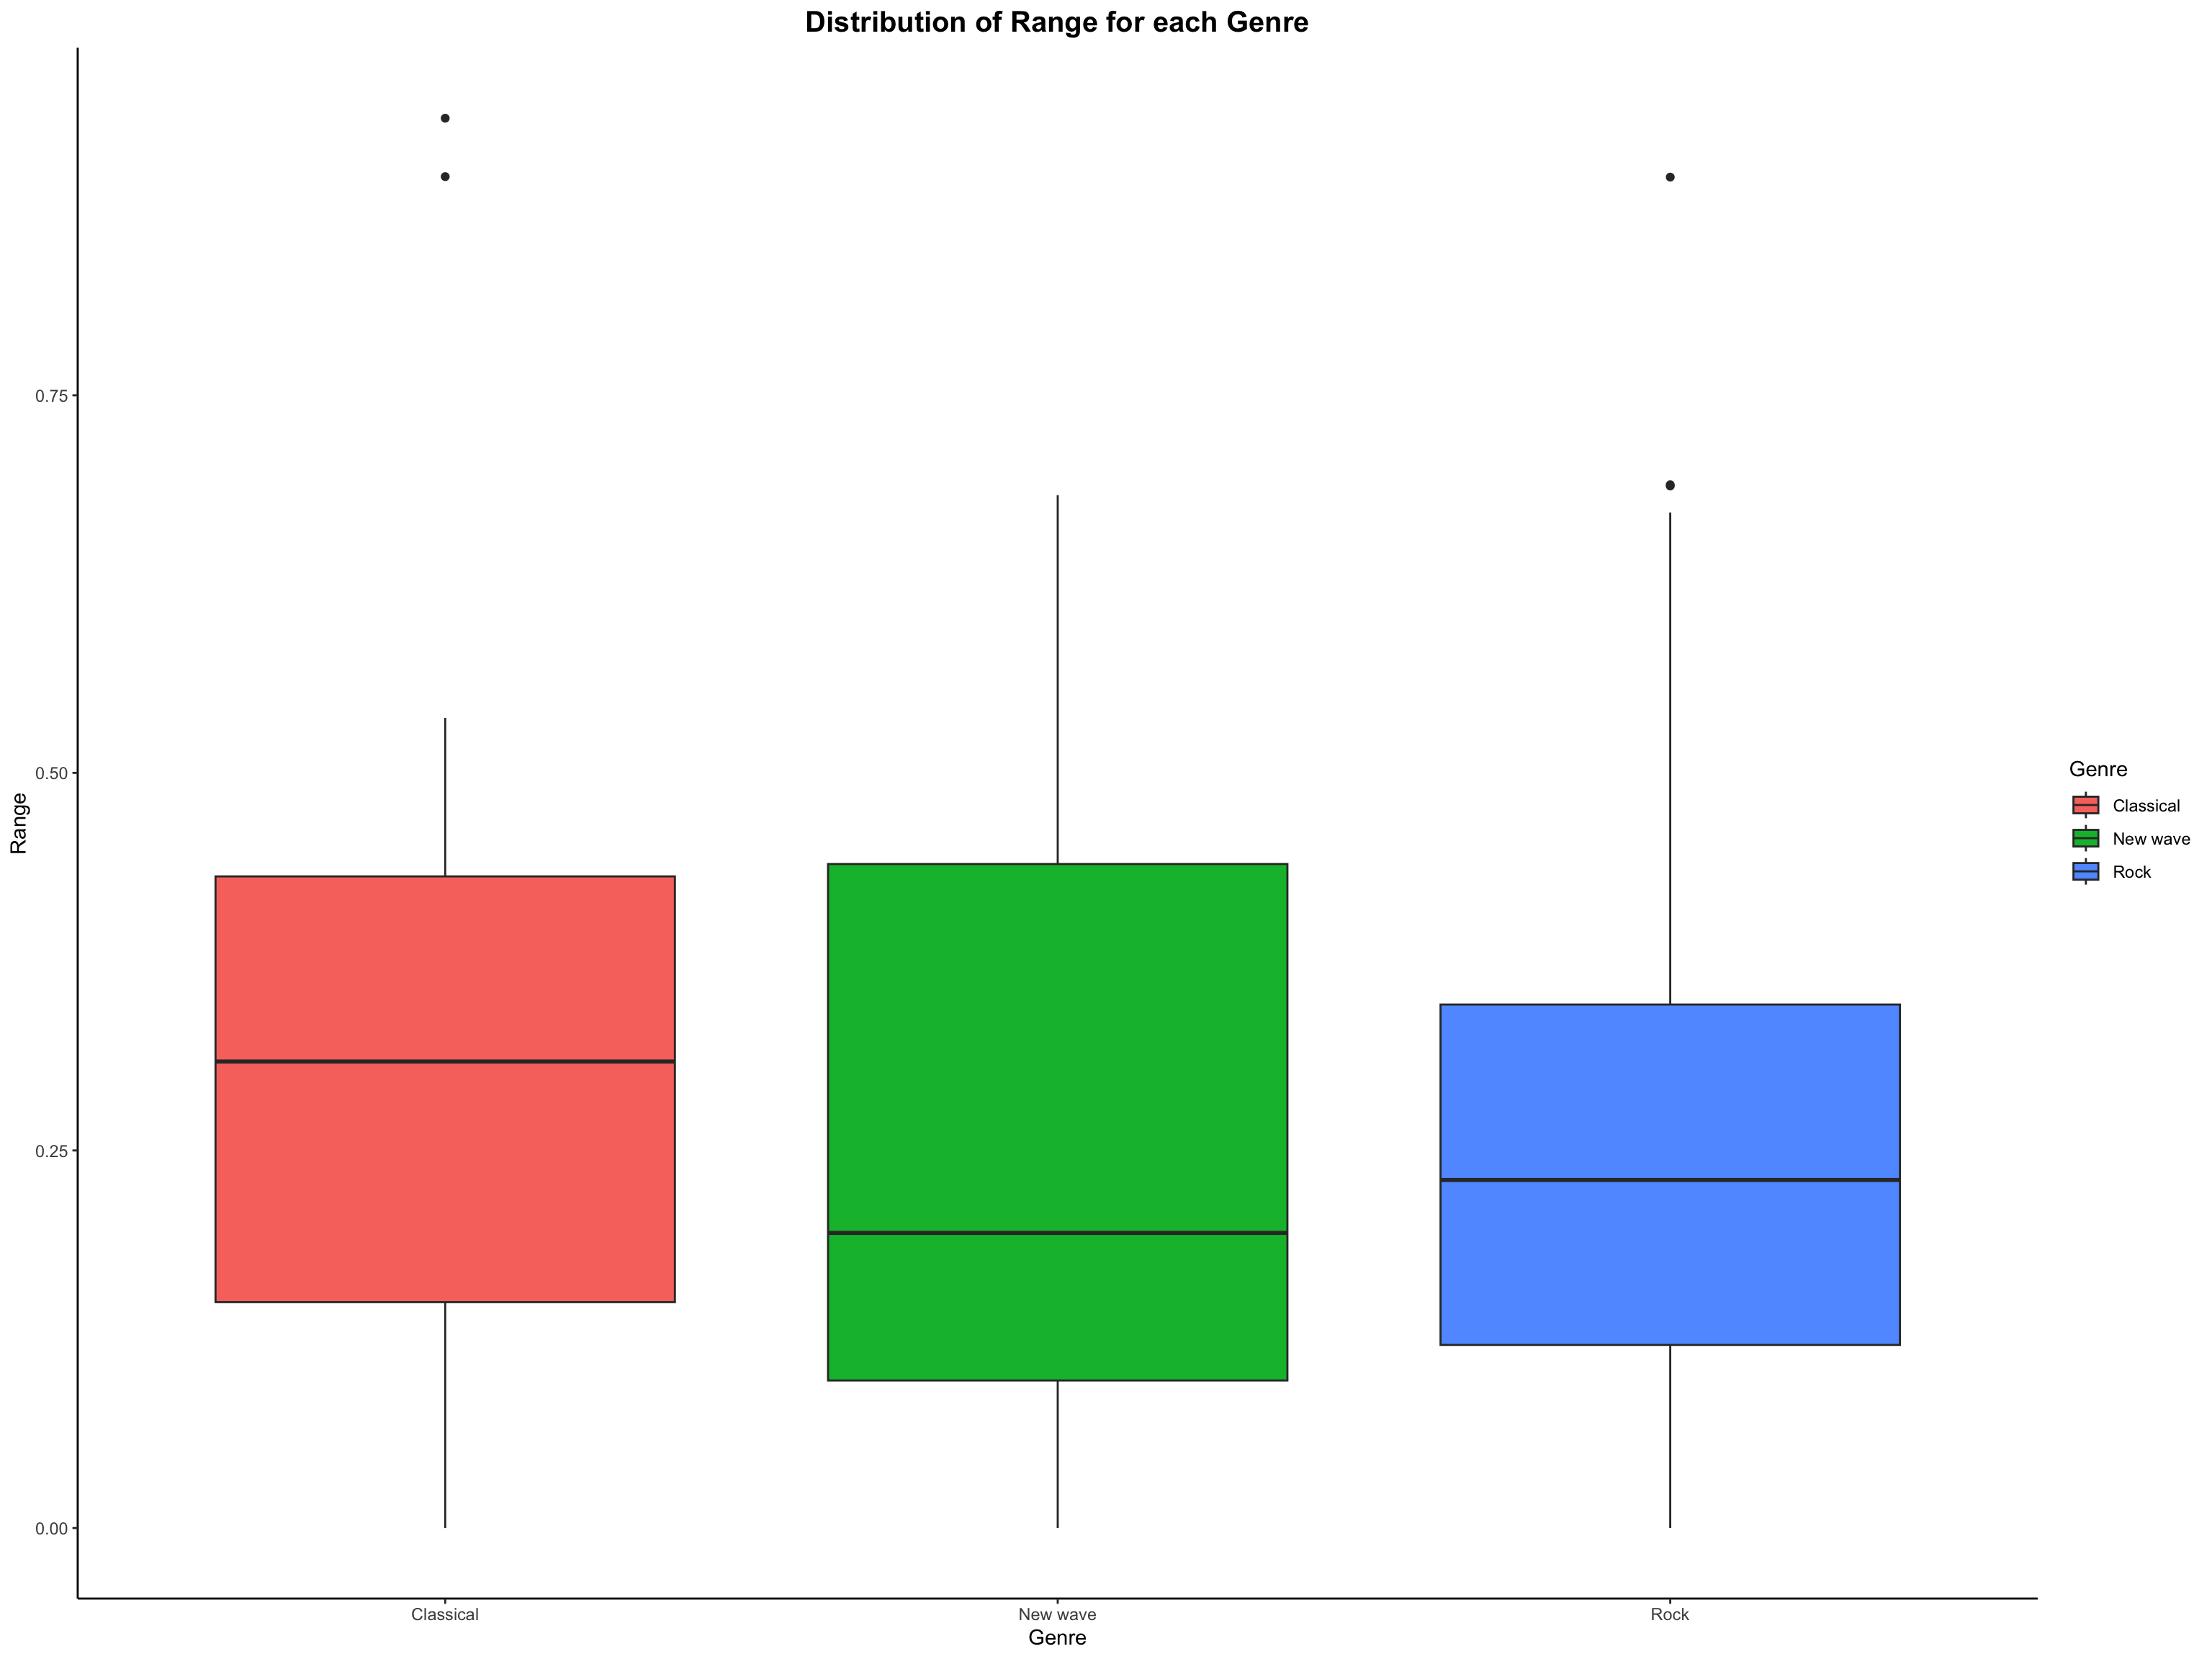 Distribution of Range for each Genre
Range
0.75
0.50
0.25
0.00
Classical
New wave
Rock
Genre
Genre
Classical
New wave
Rock